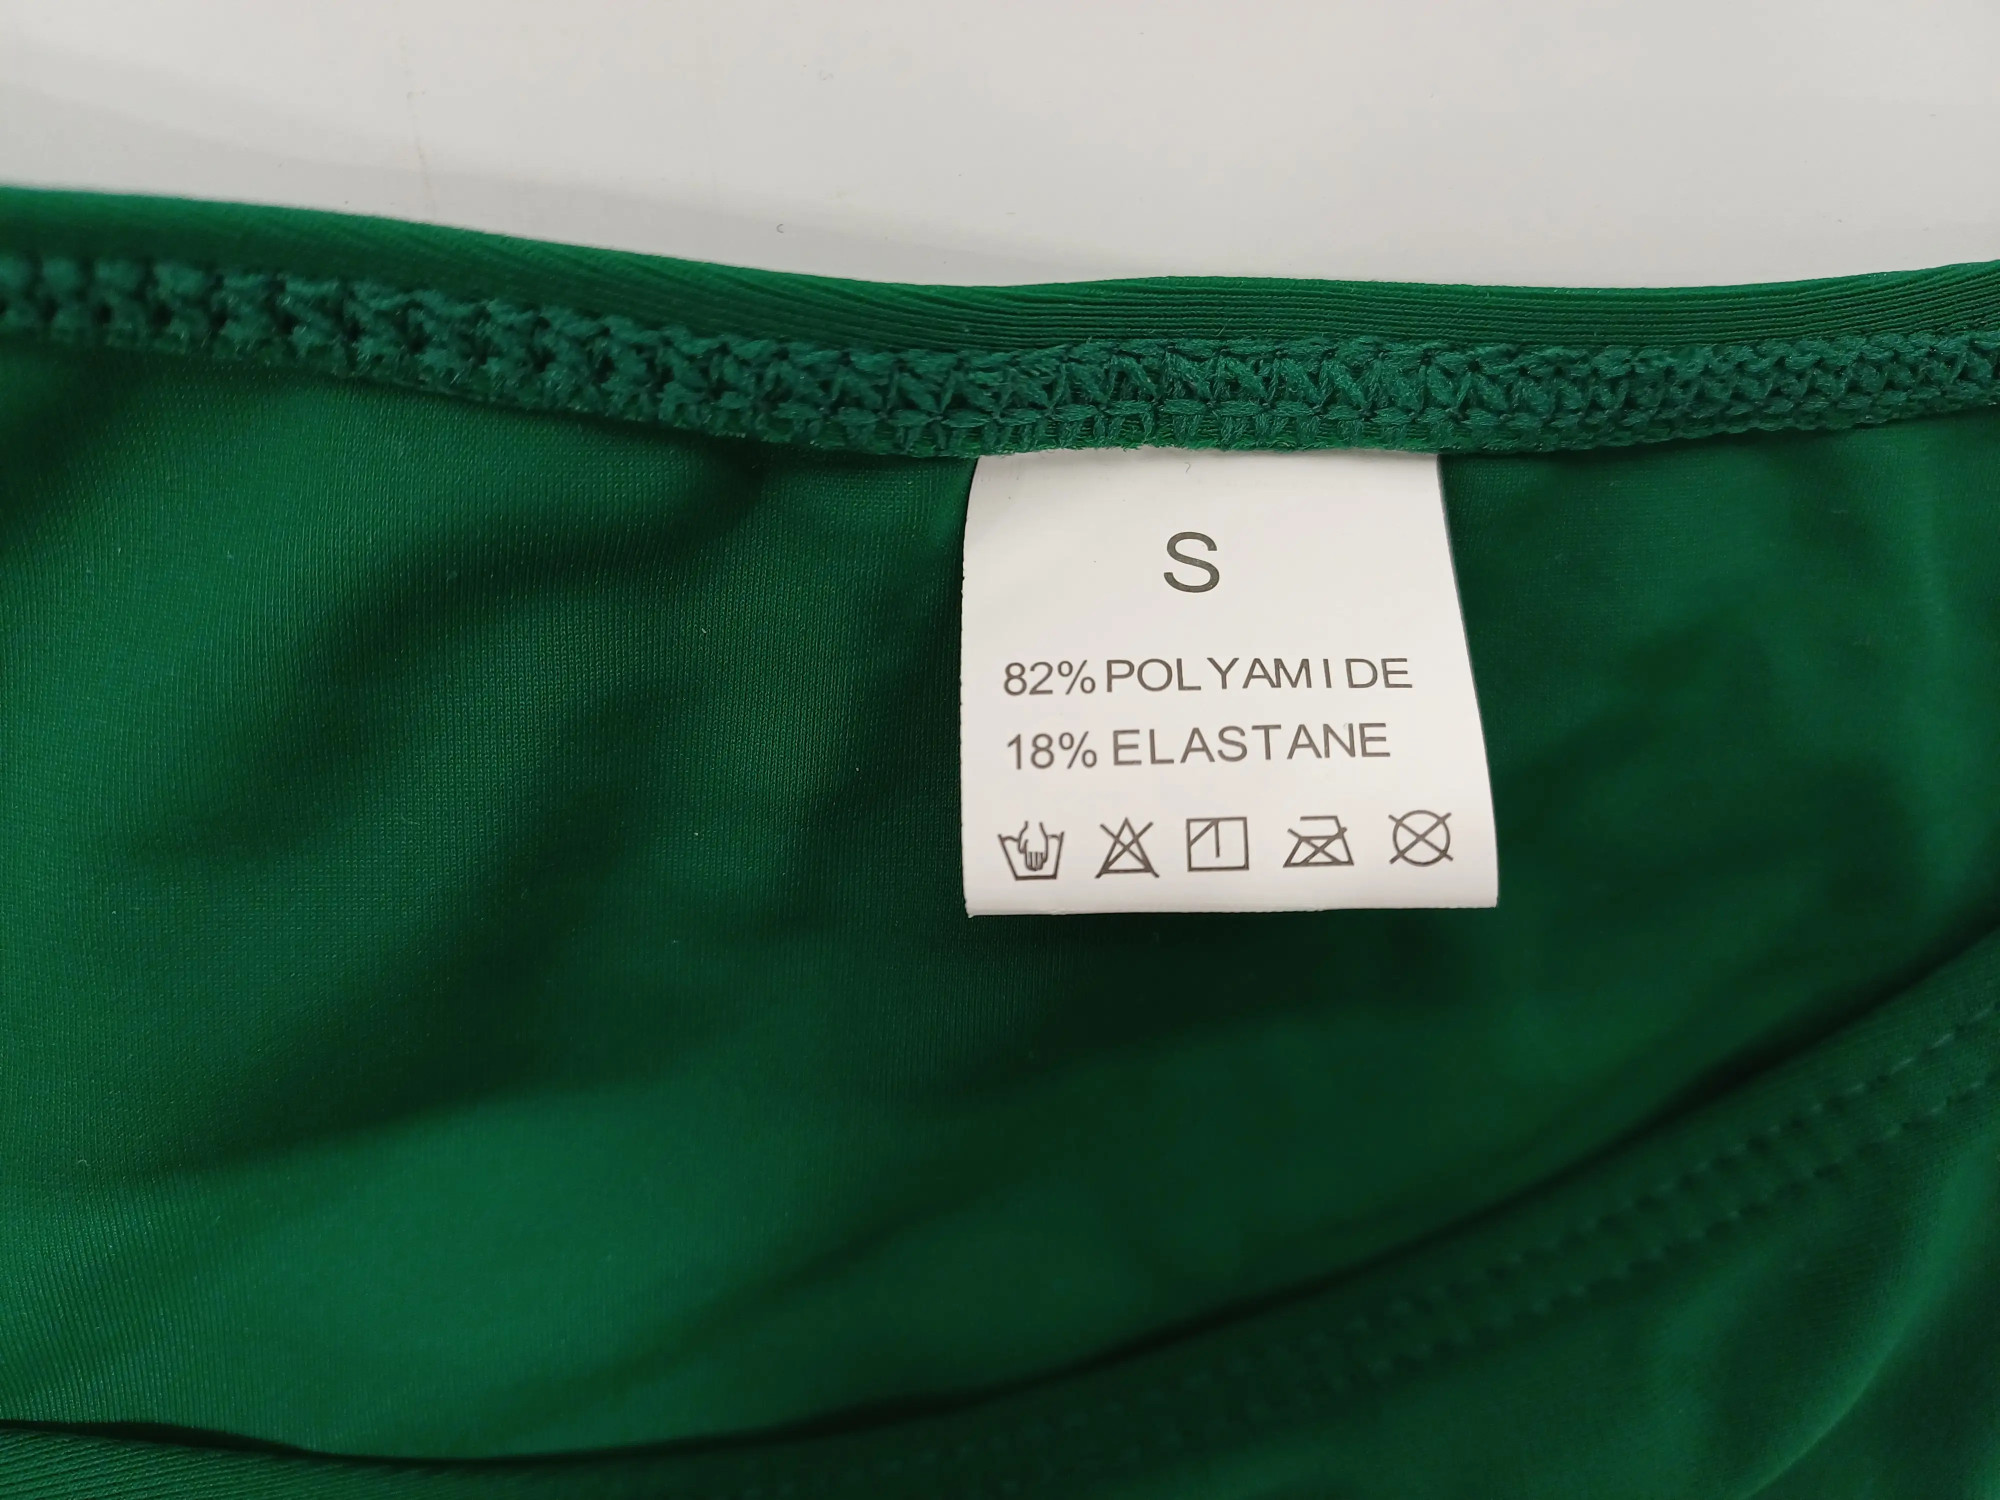 S
82% POLYAMIDE
18% ELASTANE